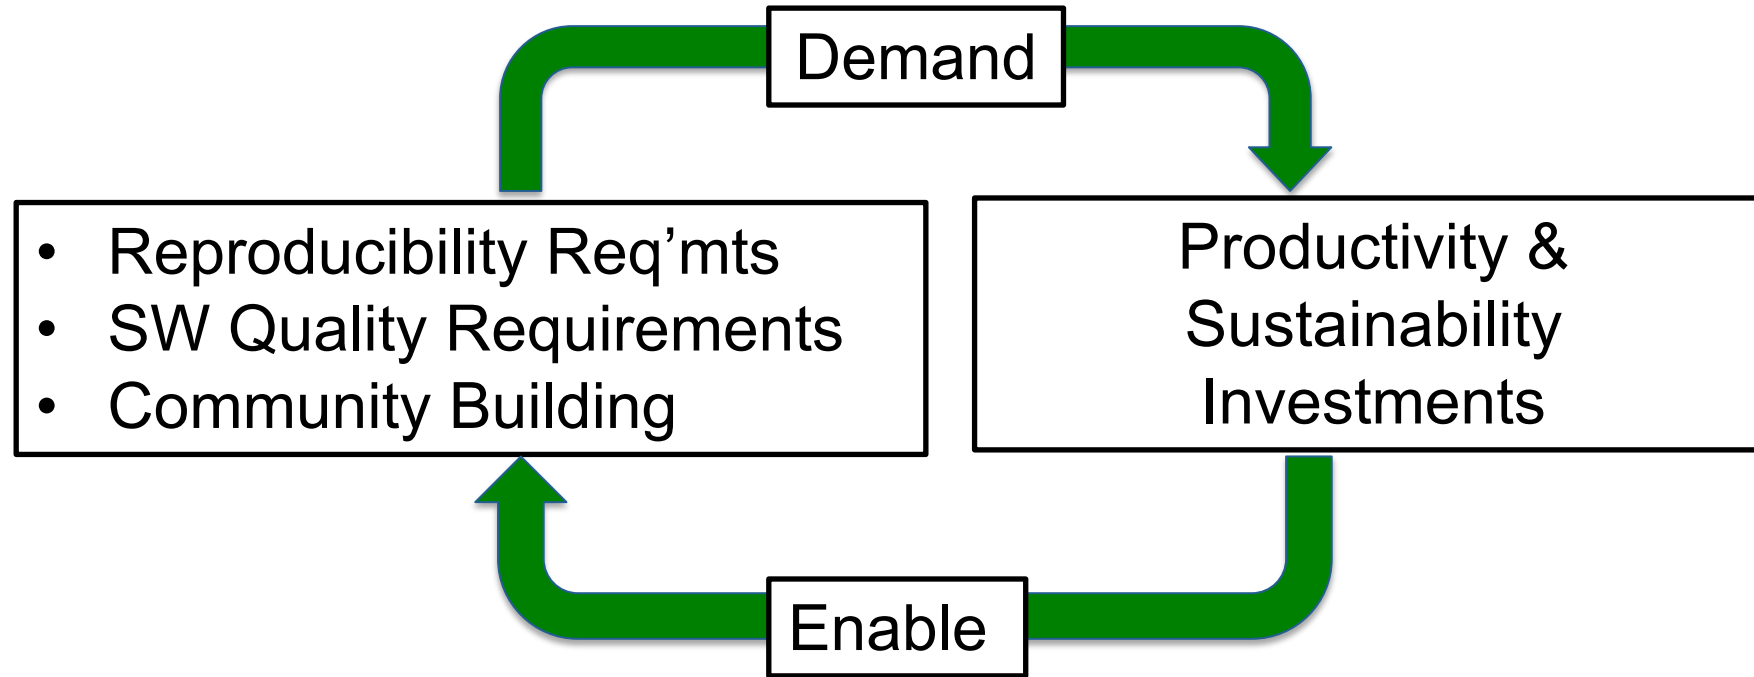 Demand
• Reproducibility Req’mts
• SW Quality Requirements
• Community Building
Productivity &
Sustainability
Investments
Enable